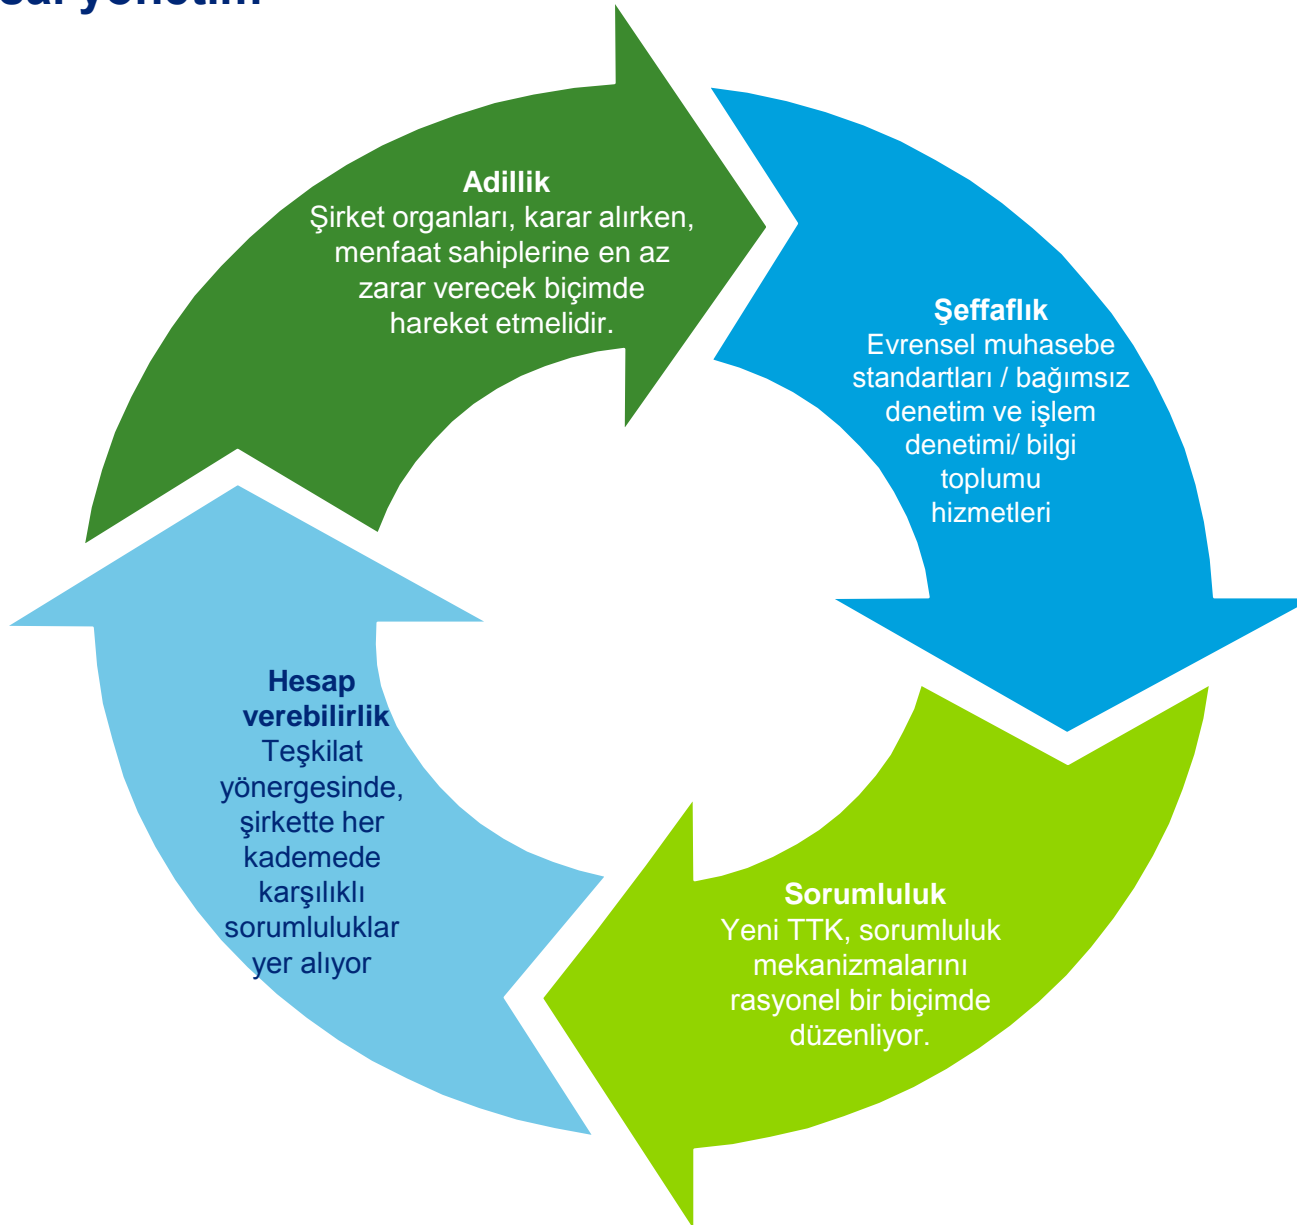 yönetim
Adillik
Şirket organları, karar alırken,
menfaat sahiplerine en az
zarar verecek biçimde
hareket etmelidir.
Şeffaflık
Evrensel muhasebe
standartları / bağımsız
denetim ve işlem
denetimi/ bilgi
toplumu
hizmetleri
Hesap
verebilirlik
Teşkilat
yönergesinde,
şirkette her
kademede
karşılıklı
sorumluluklar
yer alıyor
Sorumluluk
Yeni TTK, sorumluluk
mekanizmalarını
rasyonel bir biçimde
düzenliyor.